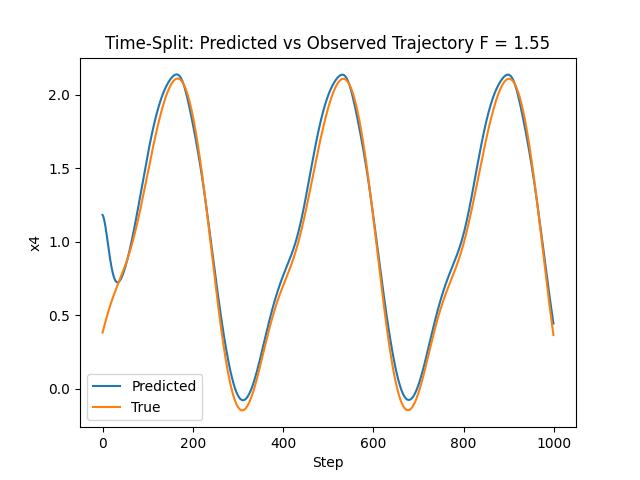 Time-Split: Predicted vs Observed Trajectory F = 1.55
x4
2.0
1.5
1.0
0.5
0.0
Predicted
True
0 200 400 600 800 1000
Step